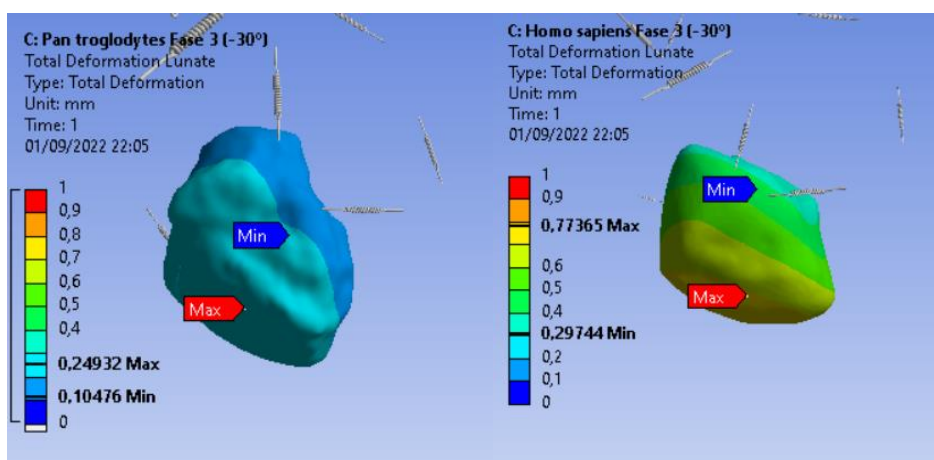 C: Pan troglodytes Fase 3 (-30º)
Total Deformation Lunate
Type: Total Deformation
Unit: mm
Time: 1
01/09/2022 22:05
1
0,9
0,8
0,7
0,6
0,5
0,4
0,24932 Max
0,10476 Min
0
Min
Max
C: Homo sapiens Fase 3 (-30º)
Total Deformation Lunate
Type: Total Deformation
Unit: mm
Time: 1
01/09/2022 22:05
1
0,9
0,77365 Max
0,6
0,5
0,4
0,29744 Min
0,2
0,1
0
Min
Max